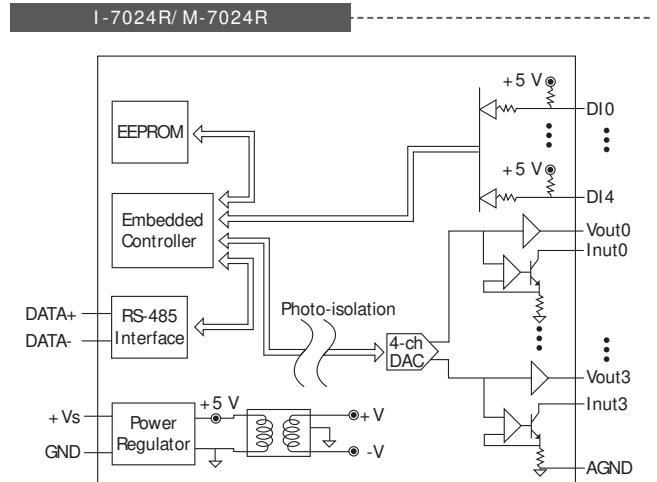 I-7024R/M-7024R
+5 V
DI0
EEPROM
+5 V
DI4
Embedded
Controller
Vout0
Inut0
DATA+
DATA-
RS-485
Interface
Photo-isolation
4-ch
DAC
Vout3
Inut3
+Vs
GND
Power
Regulator
+5 V
+V
-V
AGND